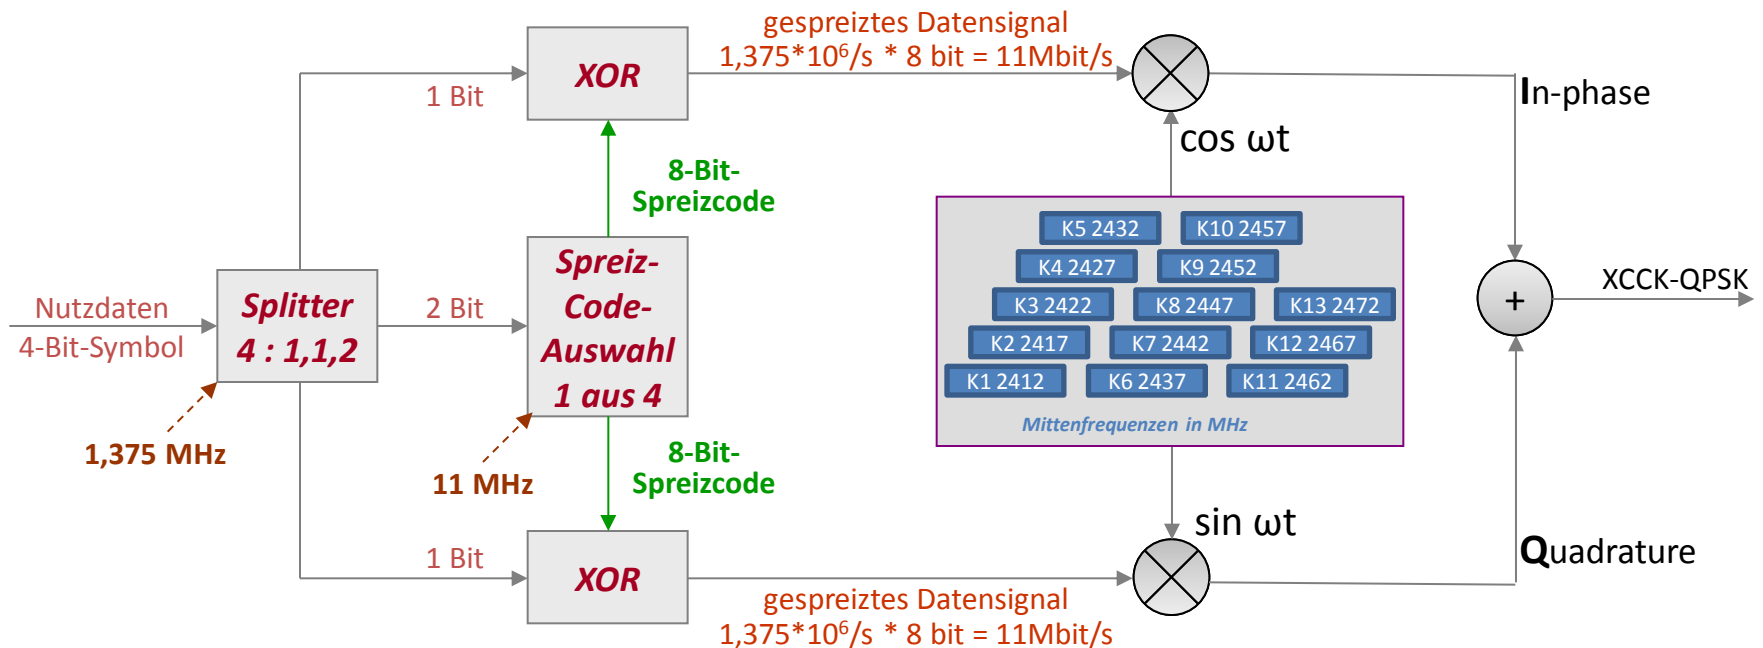 gespreiztes Datensignal
1,375*10⁶/s * 8 bit = 11Mbit/s
XOR
1 Bit
In-phase
cos ωt
8-Bit-
Spreizcode
K5 2432
K10 2457
K4 2427
K9 2452
K3 2422
K8 2447
K13 2472
K2 2417
K7 2442
K12 2467
K1 2412
K6 2437
K11 2462
Mittenfrequenzen in MHz
Spreiz-
Code-
Auswahl
1 aus 4
Nutzdaten
4-Bit-Symbol
Splitter
4 : 1,1,2
2 Bit
+
XCCK-QPSK
1,375 MHz
11 MHz
8-Bit-
Spreizcode
sin ωt
Quadrature
1 Bit
XOR
gespreiztes Datensignal
1,375*10⁶/s * 8 bit = 11Mbit/s